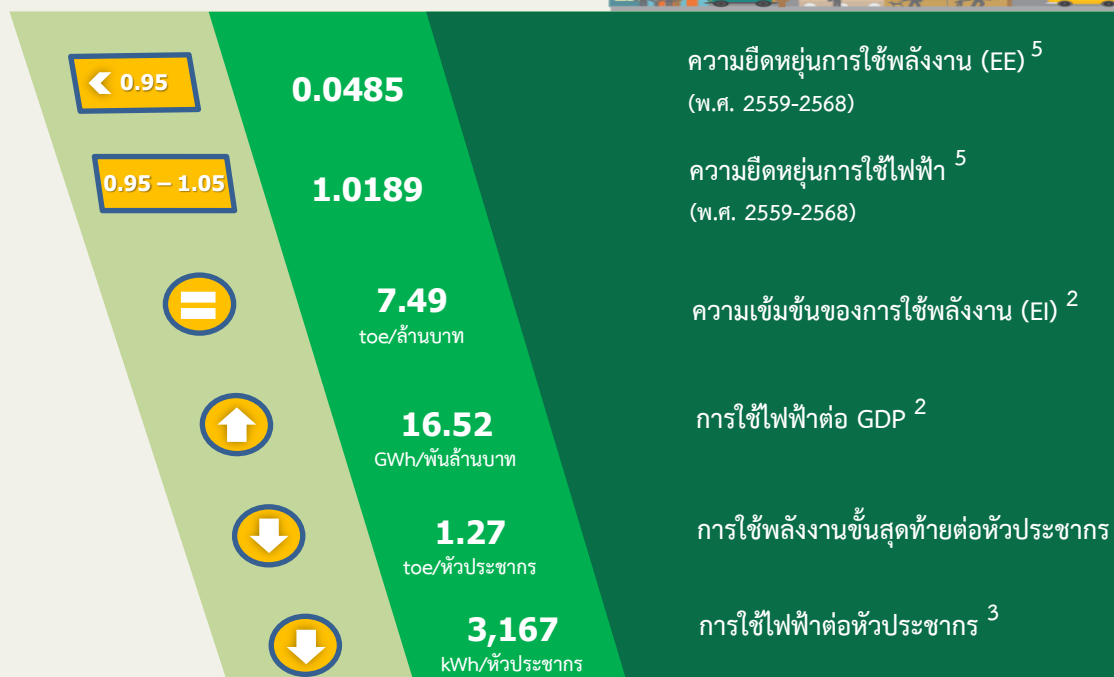 < 0.95
0.0485
ความยืดหยุ่นการใช้พลังงาน (EE) 5
(พ.ศ. 2559-2568)
0.95 – 1.05
1.0189
ความยืดหยุ่นการใช้ไฟฟ้า 5
(พ.ศ. 2559-2568)
=
7.49
toe/ล้านบาท
ความเข้มข้นของการใช้พลังงาน (EI) 2
16.52
GWh/พันล้านบาท
การใช้ไฟฟ้าต่อ GDP 2
1.27
toe/หัวประชากร
การใช้พลังงานขั้นสุดท้ายต่อหัวประชากร
3,167
kWh/หัวประชากร
การใช้ไฟฟ้าต่อหัวประชากร 3